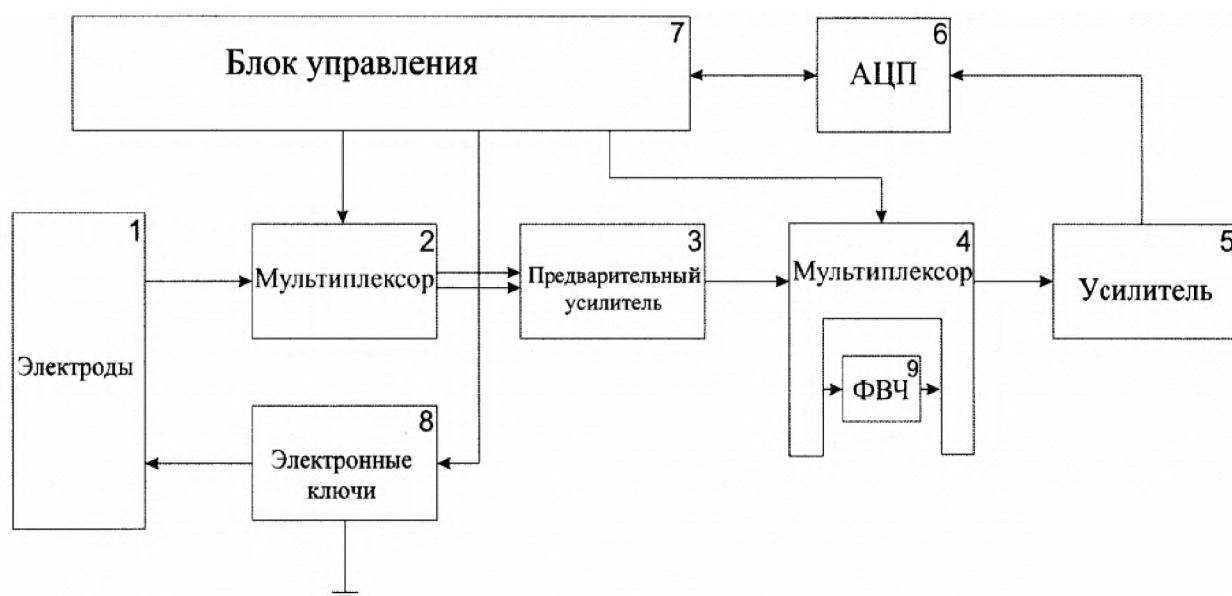 7
Блок управления
6
АЦП
1
Электроды
2
Мультиплексор
3
Предварительный
усилитель
4
Мультиплексор
5
Усилитель
9
ФВЧ
8
Электронные
ключи